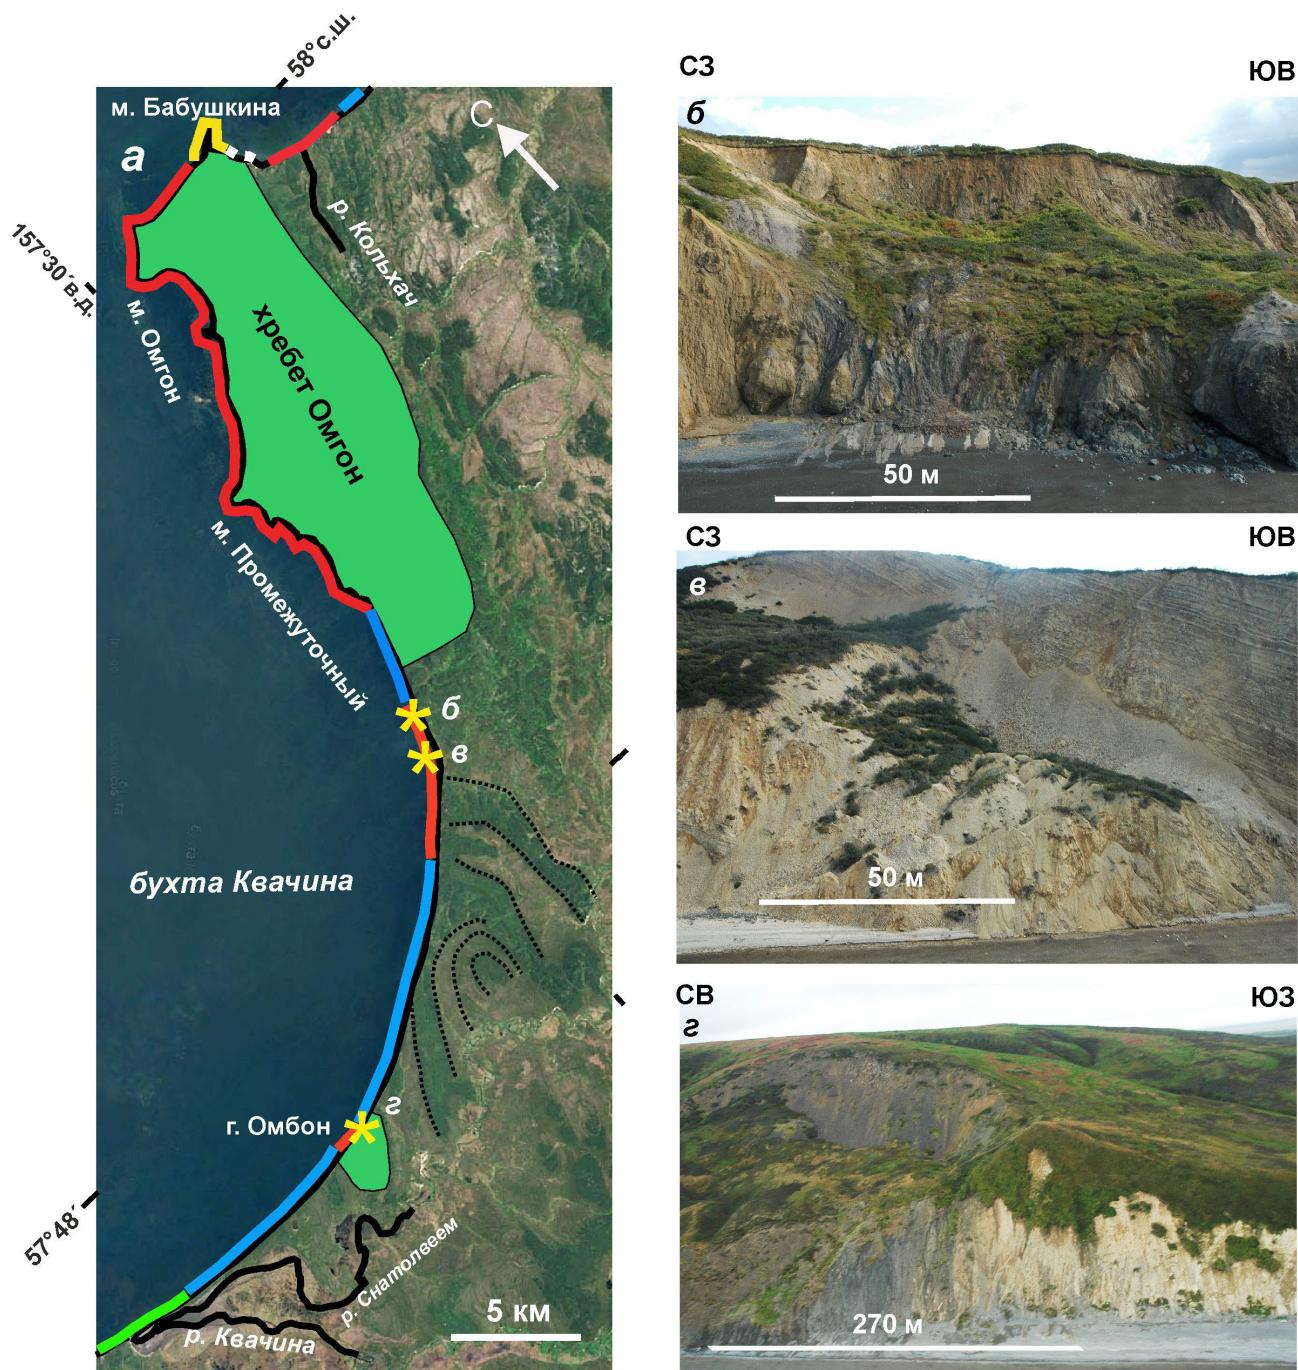 58°с.ш.
м. Бабушкина
а
С
р. Кольхач
157°30´в.д.
м. Омгон
хребет Омгон
м. Промежуточный
б
в
бухта Квачина
г
г. Омбон
57°48´
р. Снатолвеем
р. Квачина
5 км
СЗ
ЮВ
б
50 м
СЗ
ЮВ
в
50 м
СВ
ЮЗ
г
270 м